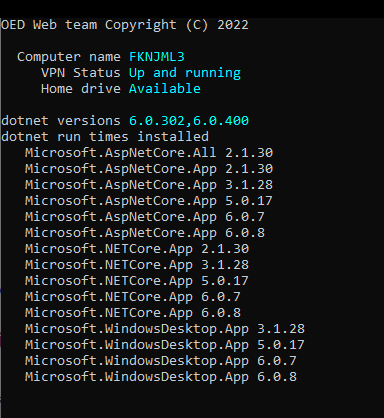 OED Web team Copyright (C) 2022
Computer name FKNJML3
VPN Status Up and running
Home drive Available
dotnet versions 6.0.302,6.0.400
dotnet run times installed
Microsoft.AspNetCore.All 2.1.30
Microsoft.AspNetCore.App 2.1.30
Microsoft.AspNetCore.App 3.1.28
Microsoft.AspNetCore.App 5.0.17
Microsoft.AspNetCore.App 6.0.7
Microsoft.AspNetCore.App 6.0.8
Microsoft.NETCore.App 2.1.30
Microsoft.NETCore.App 3.1.28
Microsoft.NETCore.App 5.0.17
Microsoft.NETCore.App 6.0.7
Microsoft.NETCore.App 6.0.8
Microsoft.WindowsDesktop.App 3.1.28
Microsoft.WindowsDesktop.App 5.0.17
Microsoft.WindowsDesktop.App 6.0.7
Microsoft.WindowsDesktop.App 6.0.8